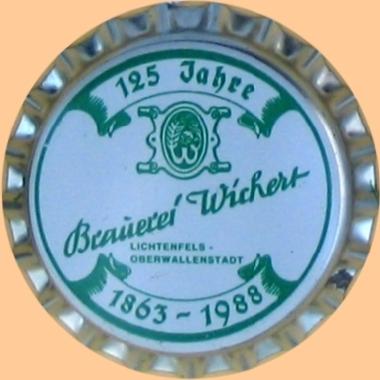 125 Jahre
W
Brauerei Wichert
LICHTENFELS -
OBERWALLENSTADT
1863 ~ 1988